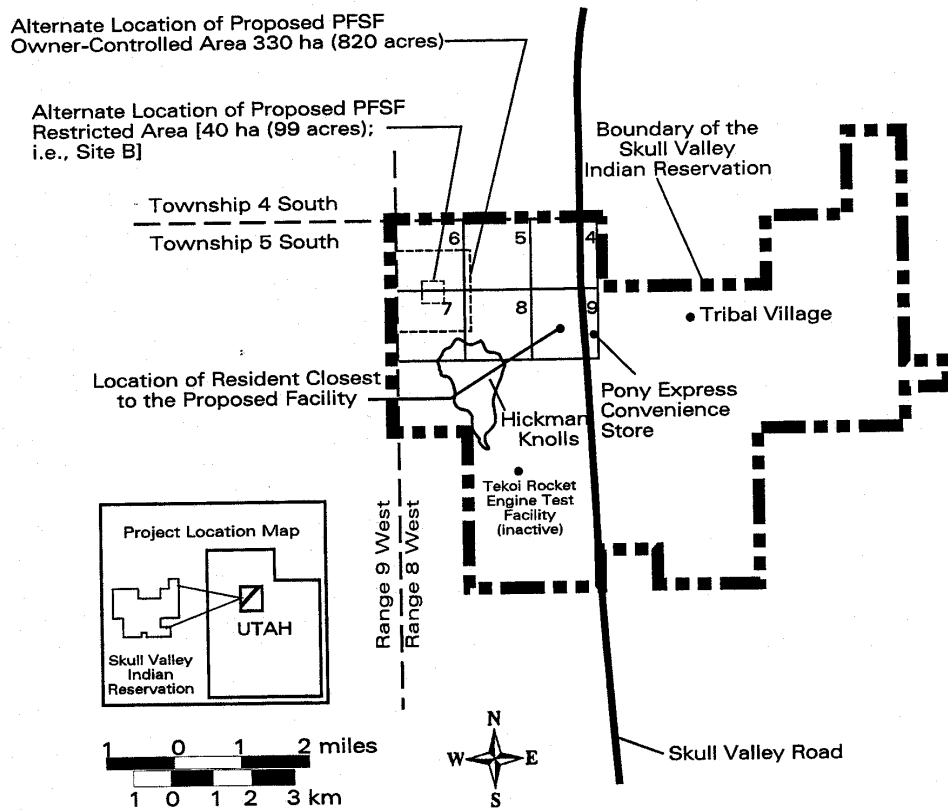 Alternate Location of Proposed PFSF
Owner-Controlled Area 330 ha (820 acres)
Alternate Location of Proposed PFSF
Restricted Area [40 ha (99 acres);
i.e., Site B]
Boundary of the
Skull Valley
Indian Reservation
Township 4 South
Township 5 South
6
5
4
7
8
9
Tribal Village
Location of Resident Closest
to the Proposed Facility
Pony Express
Convenience
Store
Hickman
Knolls
Tekoi Rocket
Engine Test
Facility
(inactive)
Range 9 West
Range 8 West
Project Location Map
UTAH
Skull Valley
Indian
Reservation
N
W
E
S
Skull Valley Road
1 0 1 2 miles
1 0 1 2 3 km